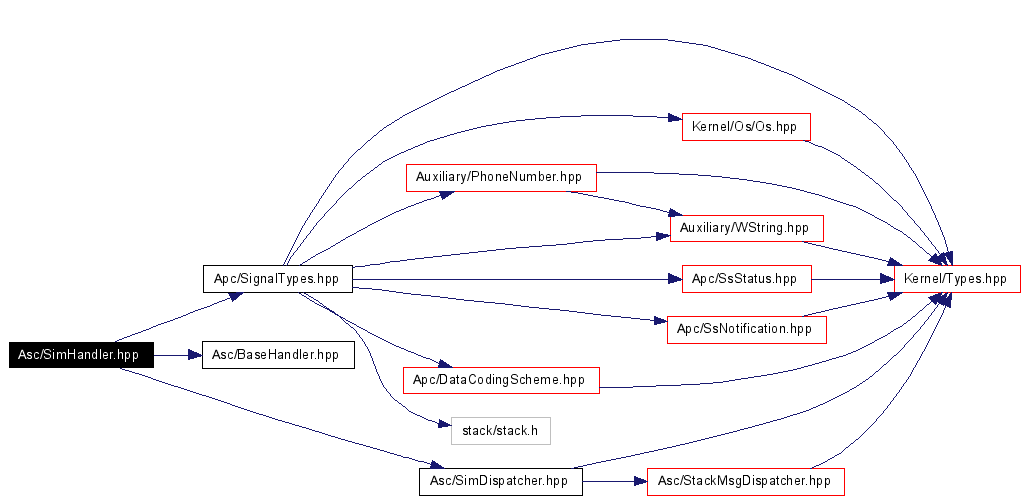 Kernel/Os/Os.hpp
Auxiliary/PhoneNumber.hpp
Auxiliary/WString.hpp
Apc/SignalTypes.hpp
Apc/SsStatus.hpp
Kernel/Types.hpp
Apc/SsNotification.hpp
Asc/SimHandler.hpp
Asc/BaseHandler.hpp
Apc/DataCodingScheme.hpp
stack/stack.h
Asc/SimDispatcher.hpp
Asc/StackMsgDispatcher.hpp